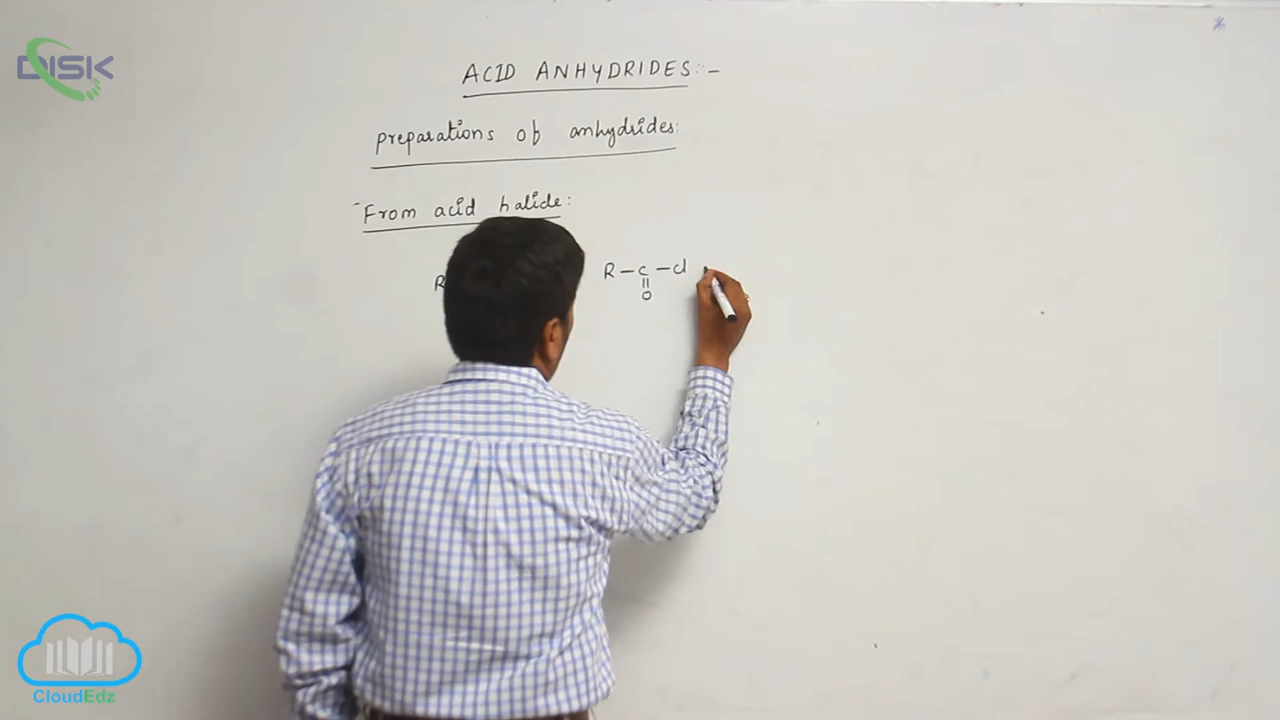 DISK
ACID ANHYDRIDES:-
preparations of anhydrides:
From acid halide:
R R-C-Cl
O
CloudEdz